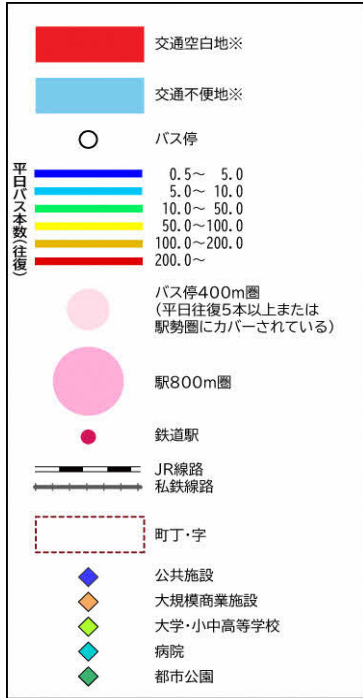 交通空白地※
交通不便地※
バス停
平日バス本数(往復)
0.5～ 5.0
5.0～ 10.0
10.0～ 50.0
50.0～100.0
100.0～200.0
200.0～
バス停400m圏
(平日往復5本以上または
駅勢圏にカバーされている)
駅800m圏
鉄道駅
JR線路
私鉄線路
町丁・字
公共施設
大規模商業施設
大学・小中高等学校
病院
都市公園